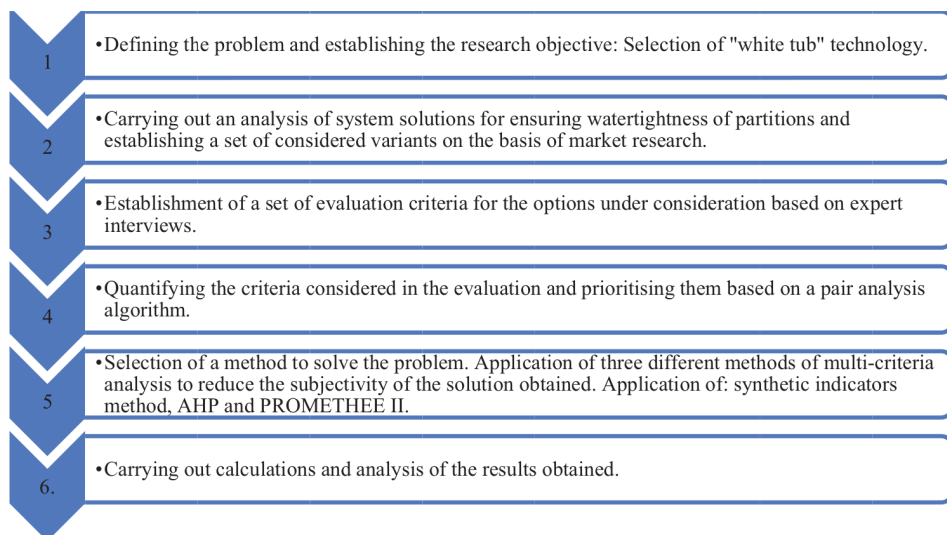 1
•Defining the problem and establishing the research objective: Selection of "white tub" technology.
2
•Carrying out an analysis of system solutions for ensuring watertightness of partitions and
establishing a set of considered variants on the basis of market research.
3
•Establishment of a set of evaluation criteria for the options under consideration based on expert
interviews.
4
•Quantifying the criteria considered in the evaluation and prioritising them based on a pair analysis
algorithm.
5
•Selection of a method to solve the problem. Application of three different methods of multi-criteria
analysis to reduce the subjectivity of the solution obtained. Application of: synthetic indicators
method, AHP and PROMETHEE II.
6.
•Carrying out calculations and analysis of the results obtained.